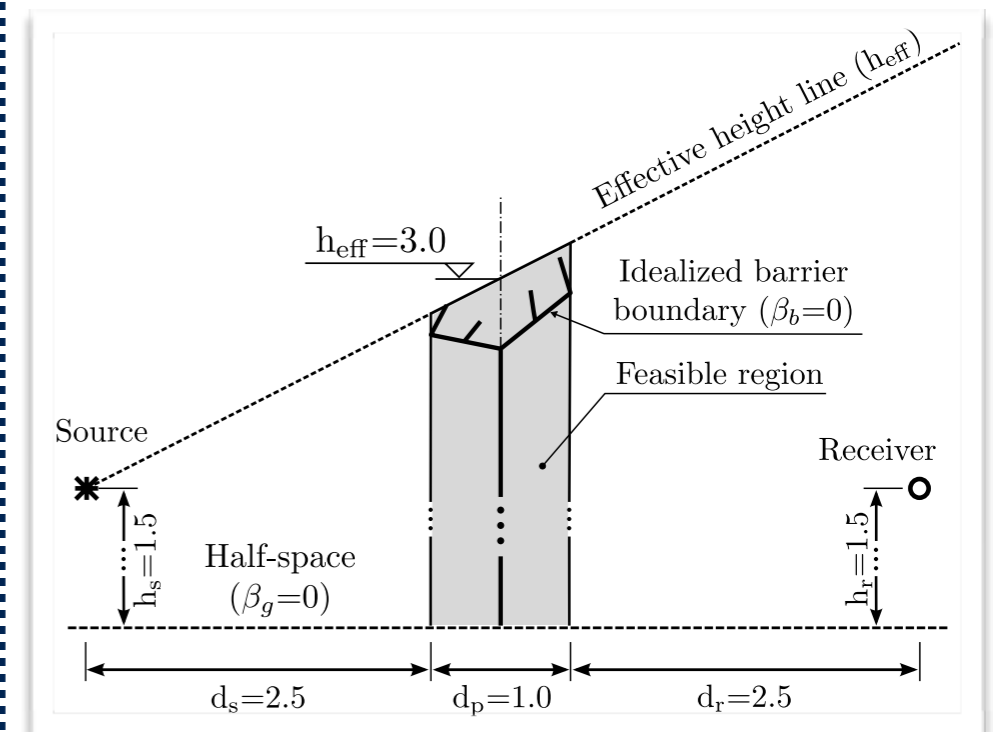 Effective height line (h_eff)
h_eff=3.0
Idealized barrier
boundary (β_b=0)
Feasible region
Source
Receiver
h_s=1.5
Half-space
(β_g=0)
h_r=1.5
d_s=2.5
d_p=1.0
d_r=2.5